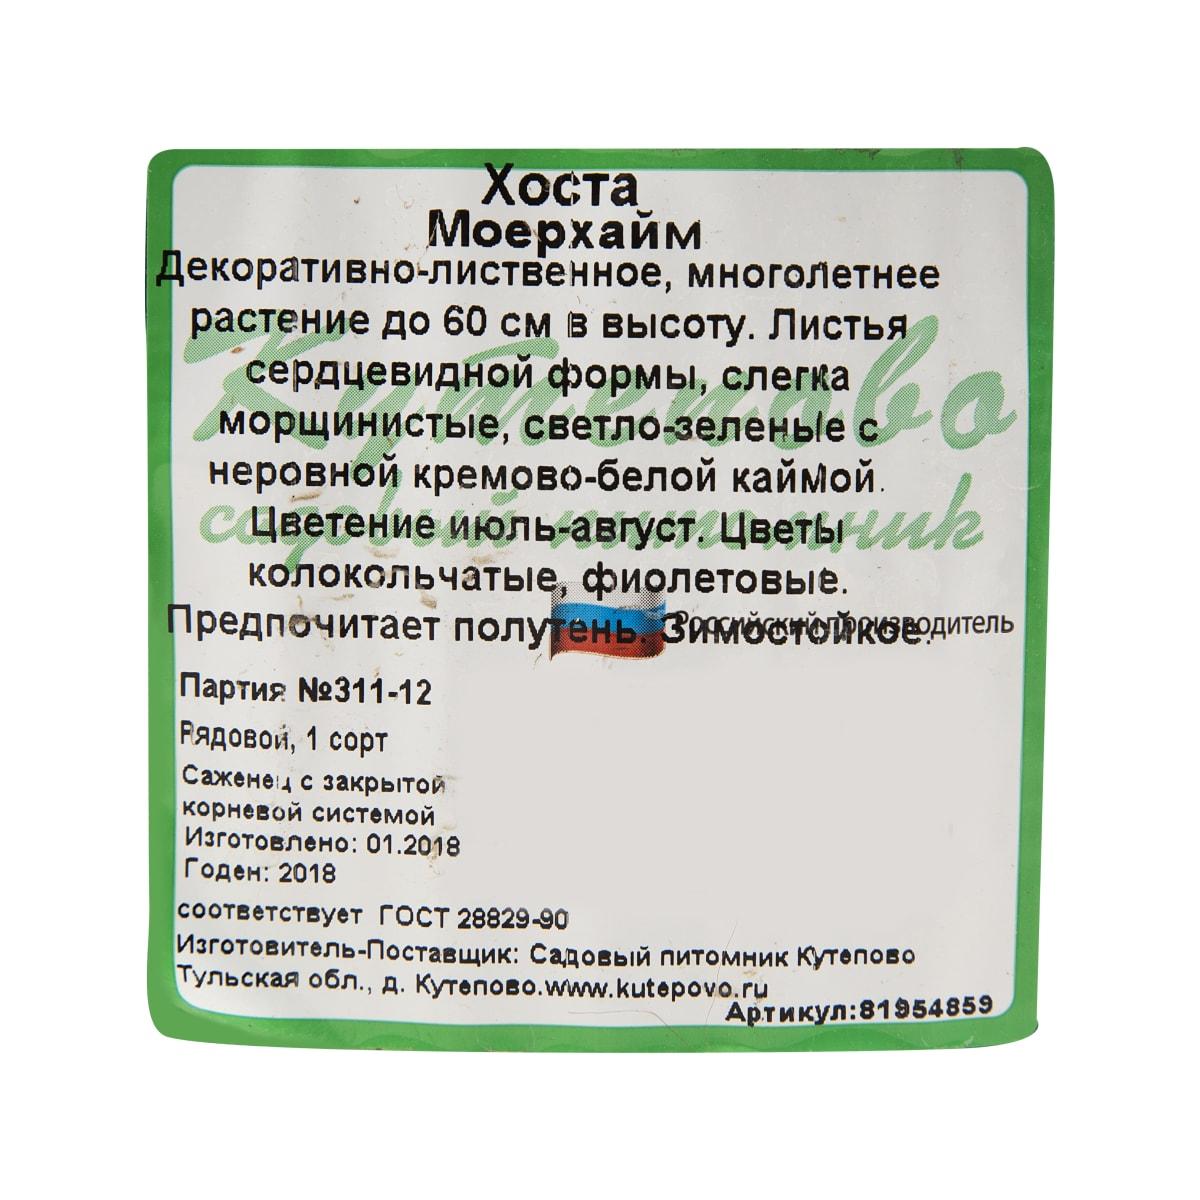 Хоста
Моерхайм
Декоративно-лиственное, многолетнее
растение до 60 см в высоту. Листья
сердцевидной формы, слегка
морщинистые, светло-зеленые с
неровной кремово-белой каймой.
Цветение июль-август. Цветы
колокольчатые, фиолетовые.
Предпочитает полутень. Зимостойкое.
Кутепово
садовый питомник
Российский производитель
Партия №311-12
Рядовой, 1 сорт
Саженец с закрытой
корневой системой
Изготовлено: 01.2018
Годен: 2018
соответствует ГОСТ 28829-90
Изготовитель-Поставщик: Садовый питомник Кутепово
Тульская обл., д. Кутепово.www.kutepovo.ru
Артикул:81954859